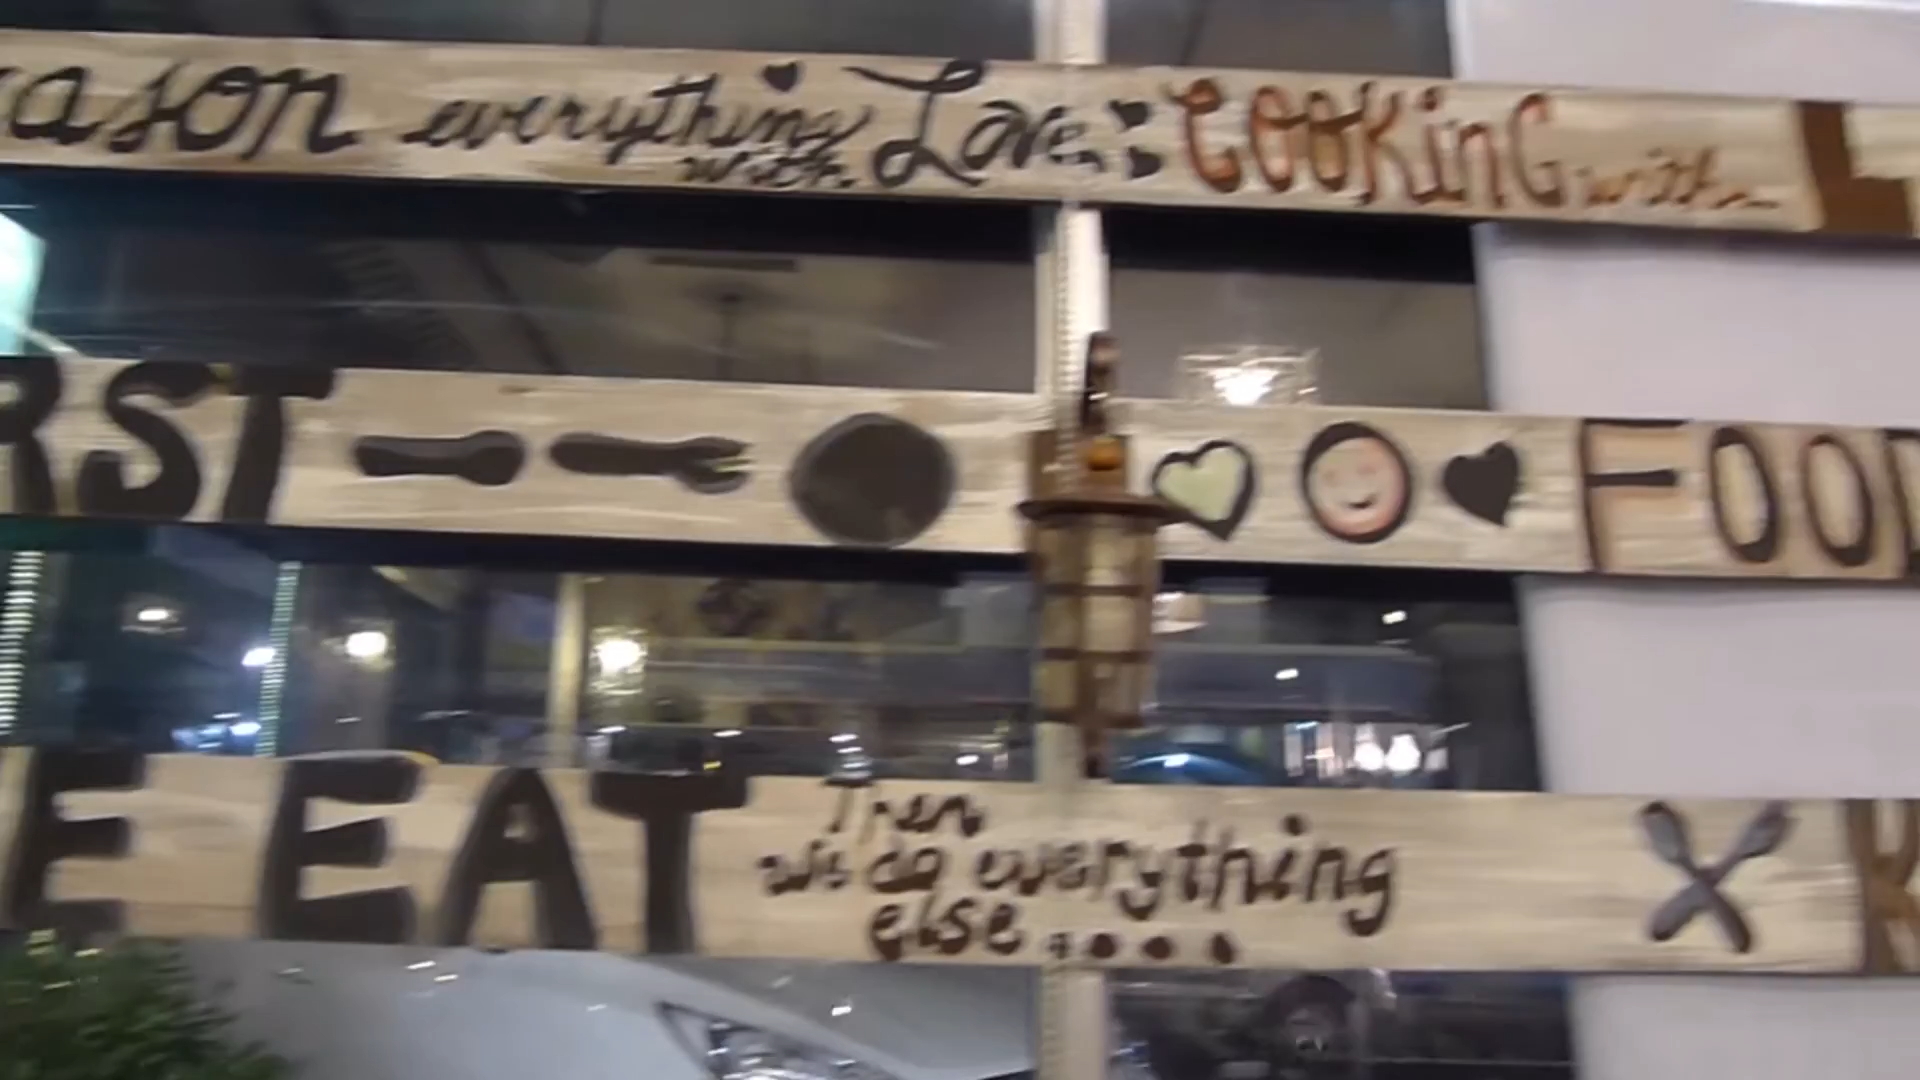 ason everything with Love, COOKinG with
RST FOOD
E EAT
Then
we do everything
else....